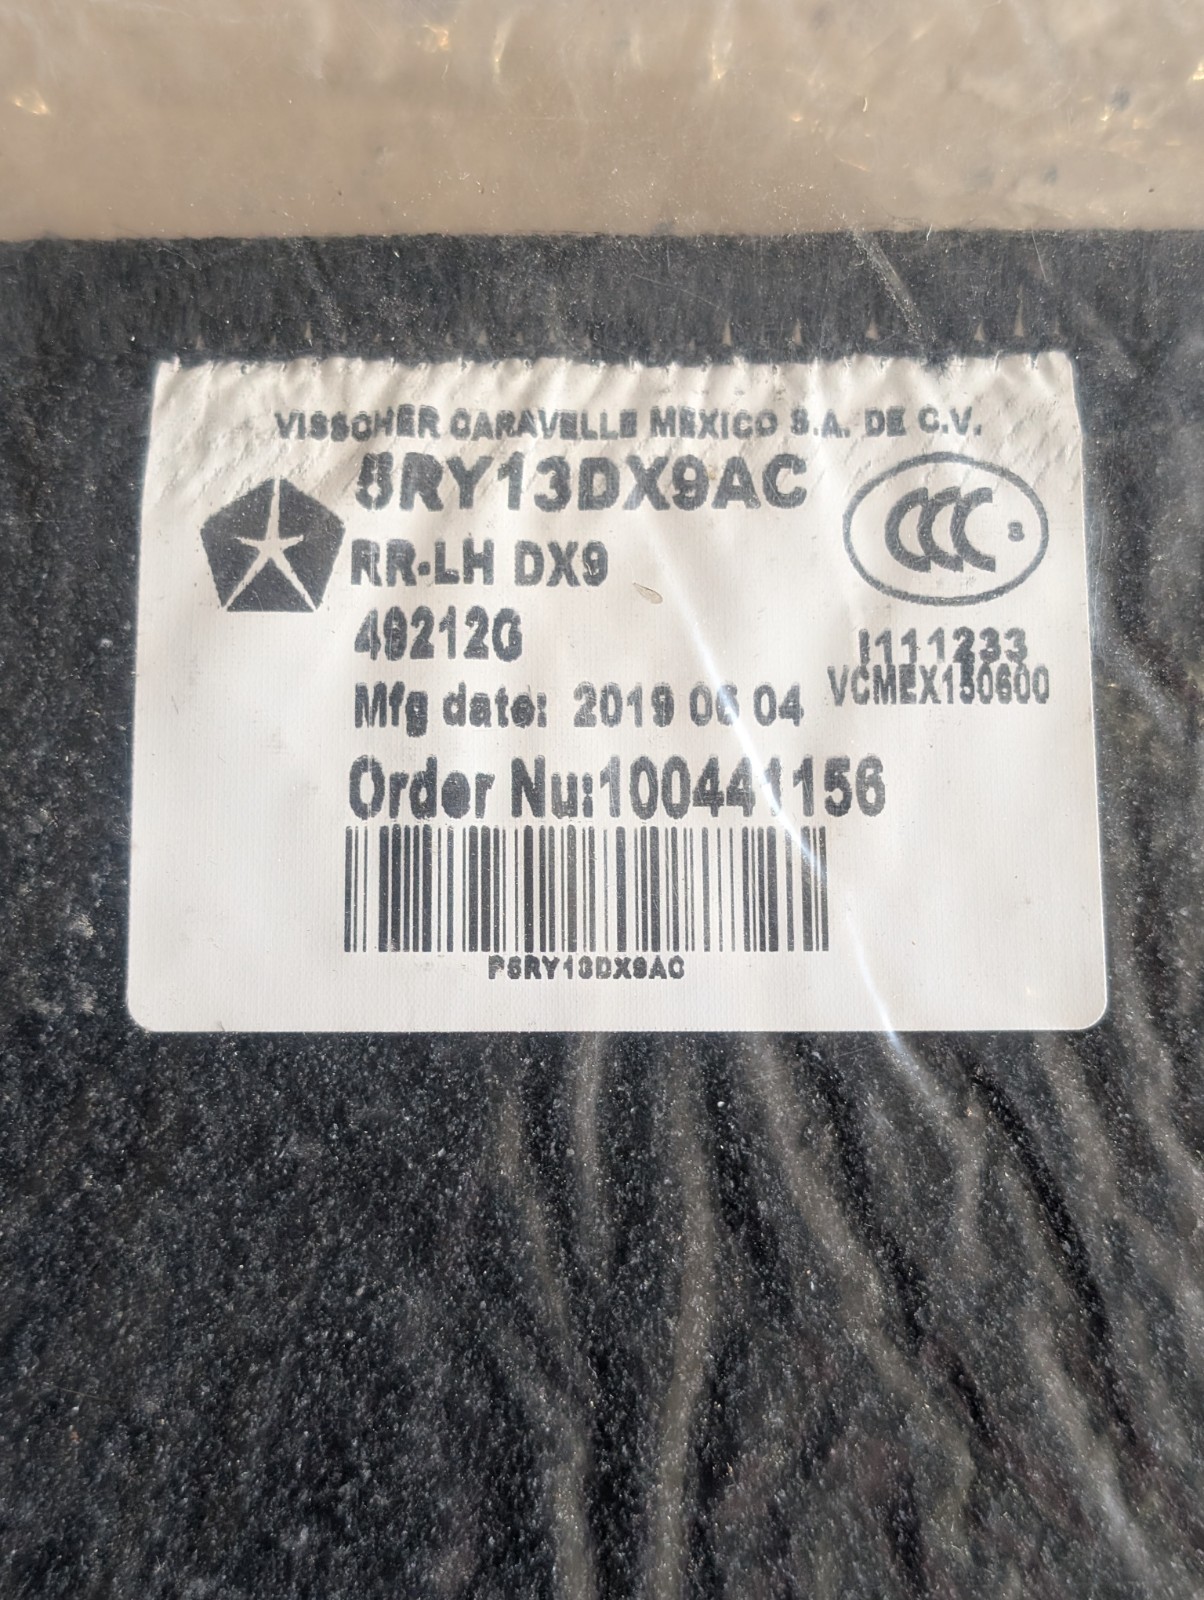 VISSCHER CARAVELLE MEXICO S.A. DE C.V.
5RY13DX9AC
CCC S
RR-LH DX9
492120
I111233
VCMEX150600
Mfg date: 2019 06 04
Order Nu:100441156
P5RY13DX9AC